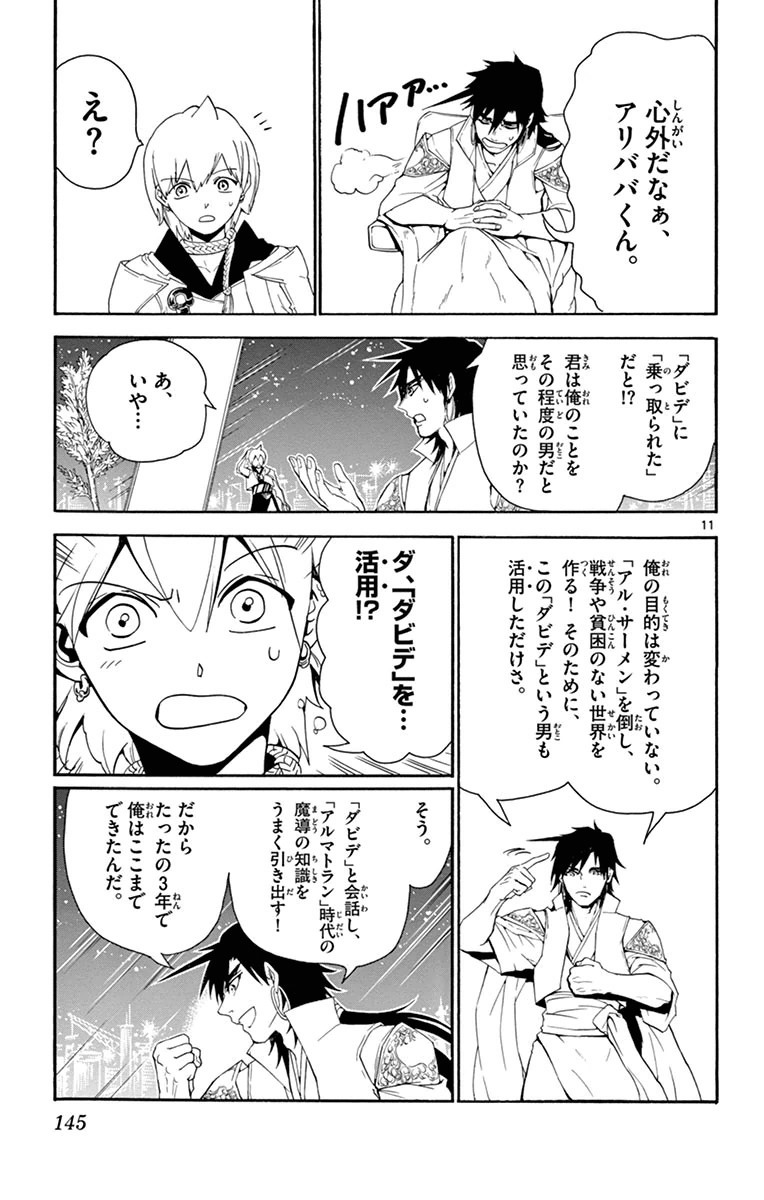 心外だなぁ、
アリババくん。
ハアァ…
え?
「ダビデ」に
「乗っ取られた」
だと!?
君は俺のことを
その程度の男だと
思っていたのか?
あ、
いや…
11
俺の目的は変わっていない。
「アル・サーメン」を倒し、
戦争や貧困のない世界を
作る! そのために、
この「ダビデ」という男も
活用しただけさ。
ダ、「ダビデ」を…
活用!?
そう。
「ダビデ」と会話し、
「アルマトラン」時代の
魔導の知識を
うまく引き出す!
だから
たったの3年で
俺はここまで
できたんだ。
145